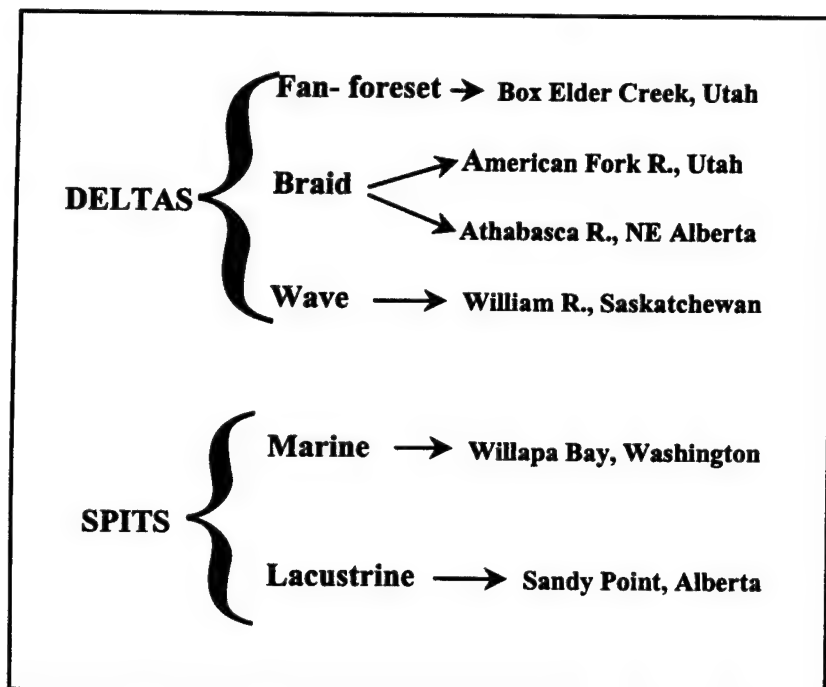 Fan- foreset → Box Elder Creek, Utah
American Fork R., Utah
Braid
DELTAS
Athabasca R., NE Alberta
Wave → William R., Saskatchewan
Marine → Willapa Bay, Washington
SPITS
Lacustrine → Sandy Point, Alberta